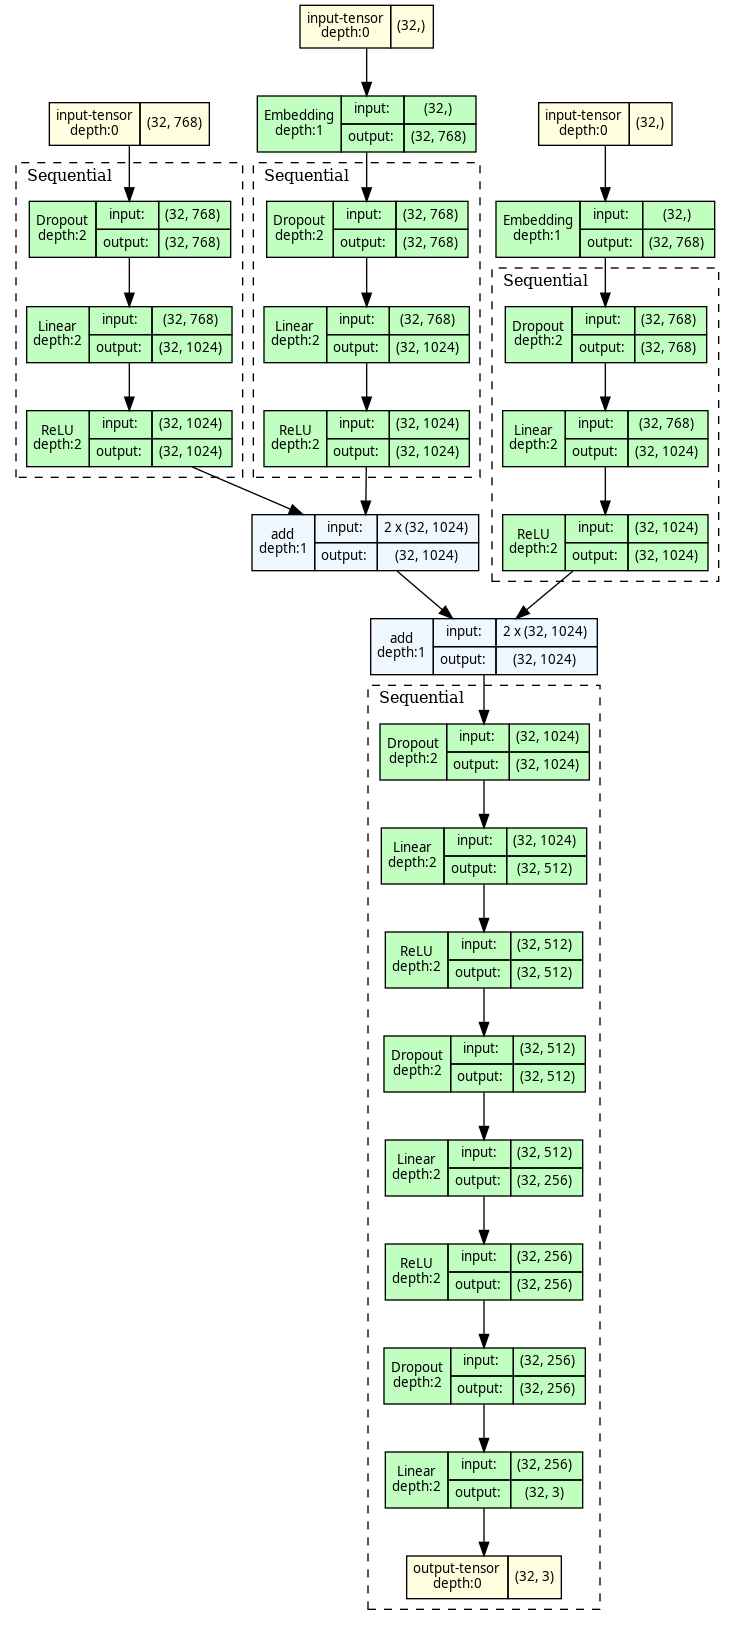 input-tensor
depth:0
(32,)
Embedding
depth:1
input:
(32,)
output:
(32, 768)
input-tensor
depth:0
(32, 768)
input-tensor
depth:0
(32,)
Sequential
Dropout
depth:2
input:
(32, 768)
output:
(32, 768)
Linear
depth:2
input:
(32, 768)
output:
(32, 1024)
ReLU
depth:2
input:
(32, 1024)
output:
(32, 1024)
Sequential
Dropout
depth:2
input:
(32, 768)
output:
(32, 768)
Linear
depth:2
input:
(32, 768)
output:
(32, 1024)
ReLU
depth:2
input:
(32, 1024)
output:
(32, 1024)
Embedding
depth:1
input:
(32,)
output:
(32, 768)
Sequential
Dropout
depth:2
input:
(32, 768)
output:
(32, 768)
Linear
depth:2
input:
(32, 768)
output:
(32, 1024)
ReLU
depth:2
input:
(32, 1024)
output:
(32, 1024)
add
depth:1
input:
2 x (32, 1024)
output:
(32, 1024)
add
depth:1
input:
2 x (32, 1024)
output:
(32, 1024)
Sequential
Dropout
depth:2
input:
(32, 1024)
output:
(32, 1024)
Linear
depth:2
input:
(32, 1024)
output:
(32, 512)
ReLU
depth:2
input:
(32, 512)
output:
(32, 512)
Dropout
depth:2
input:
(32, 512)
output:
(32, 512)
Linear
depth:2
input:
(32, 512)
output:
(32, 256)
ReLU
depth:2
input:
(32, 256)
output:
(32, 256)
Dropout
depth:2
input:
(32, 256)
output:
(32, 256)
Linear
depth:2
input:
(32, 256)
output:
(32, 3)
output-tensor
depth:0
(32, 3)